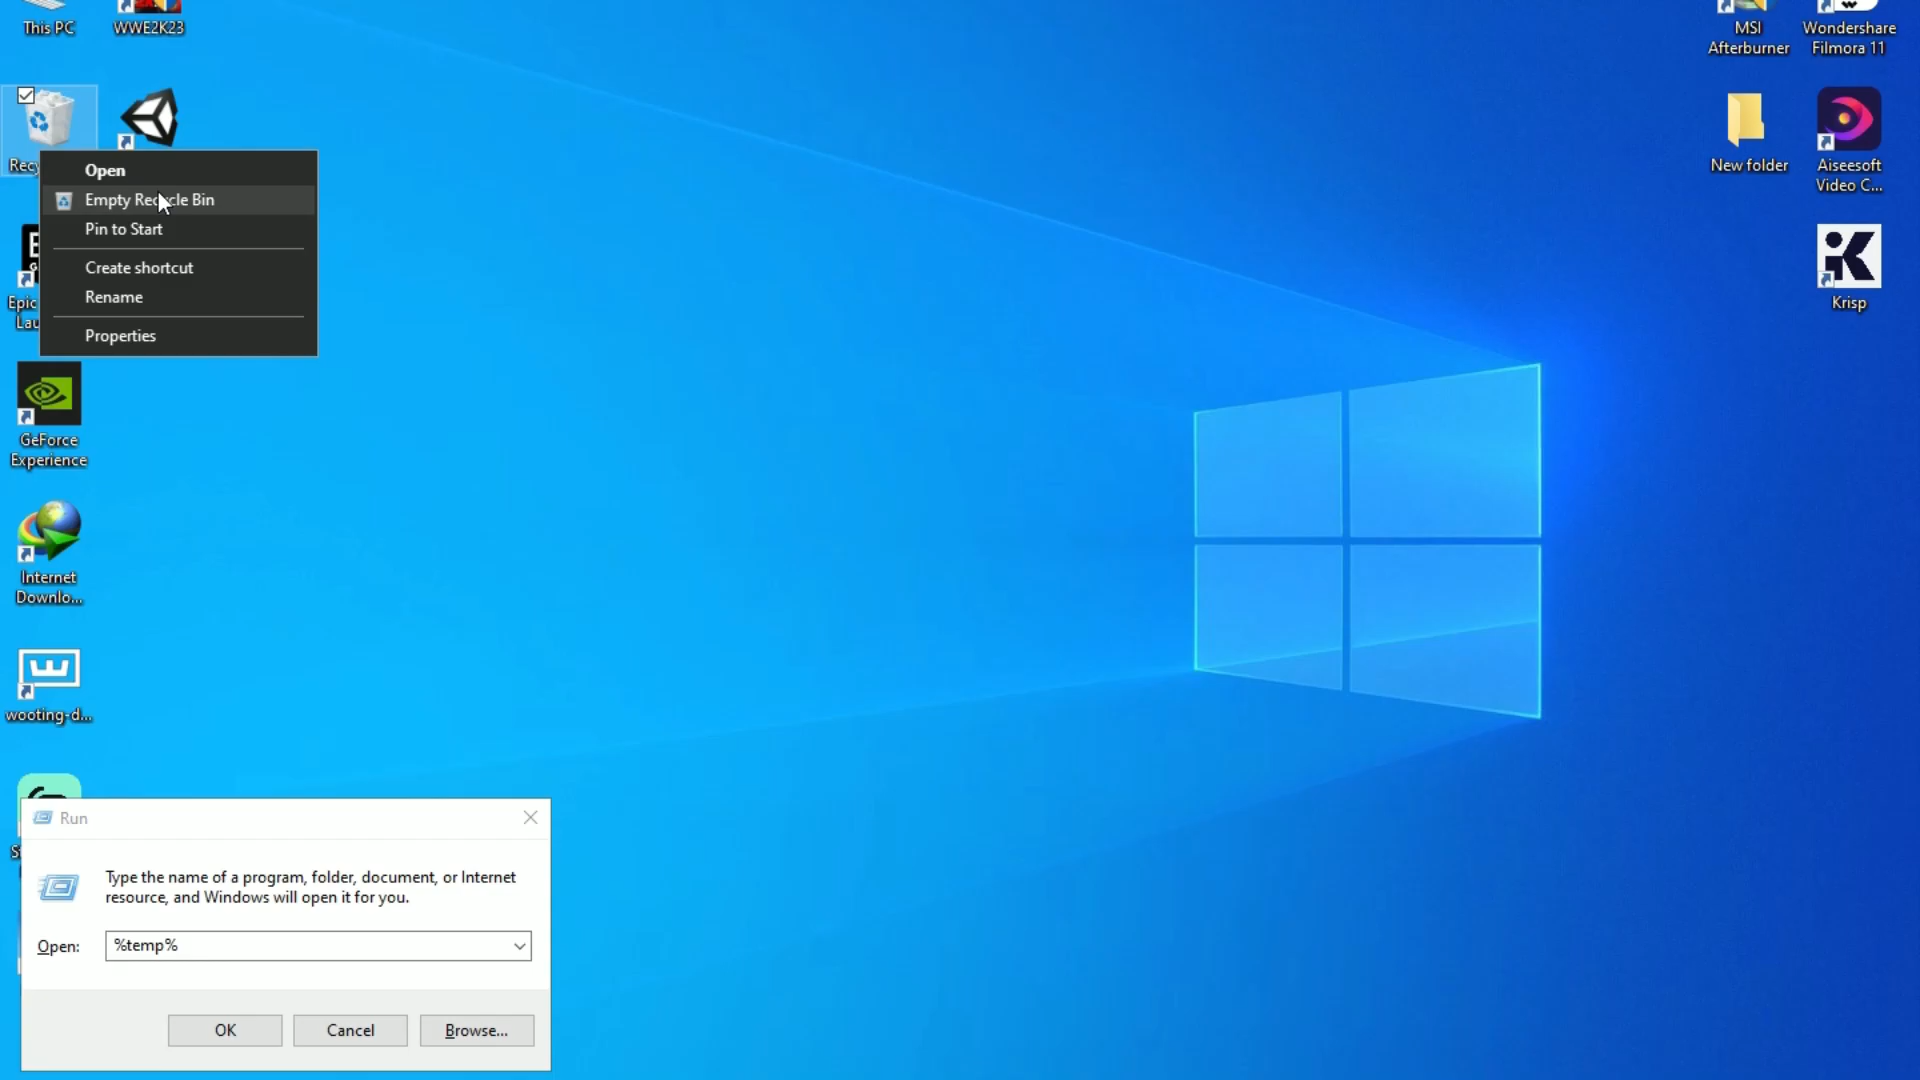 This PC
WWE2K23
MSI
Afterburner
Wondershare
Filmora 11
Open
Empty Recycle Bin
Pin to Start
Create shortcut
Rename
Properties
New folder
Aiseesoft
Video C...
Krisp
Epic
GeForce
Experience
Internet
Downlo...
wooting-d...
Run
Type the name of a program, folder, document, or Internet
resource, and Windows will open it for you.
Open:
%temp%
OK
Cancel
Browse...